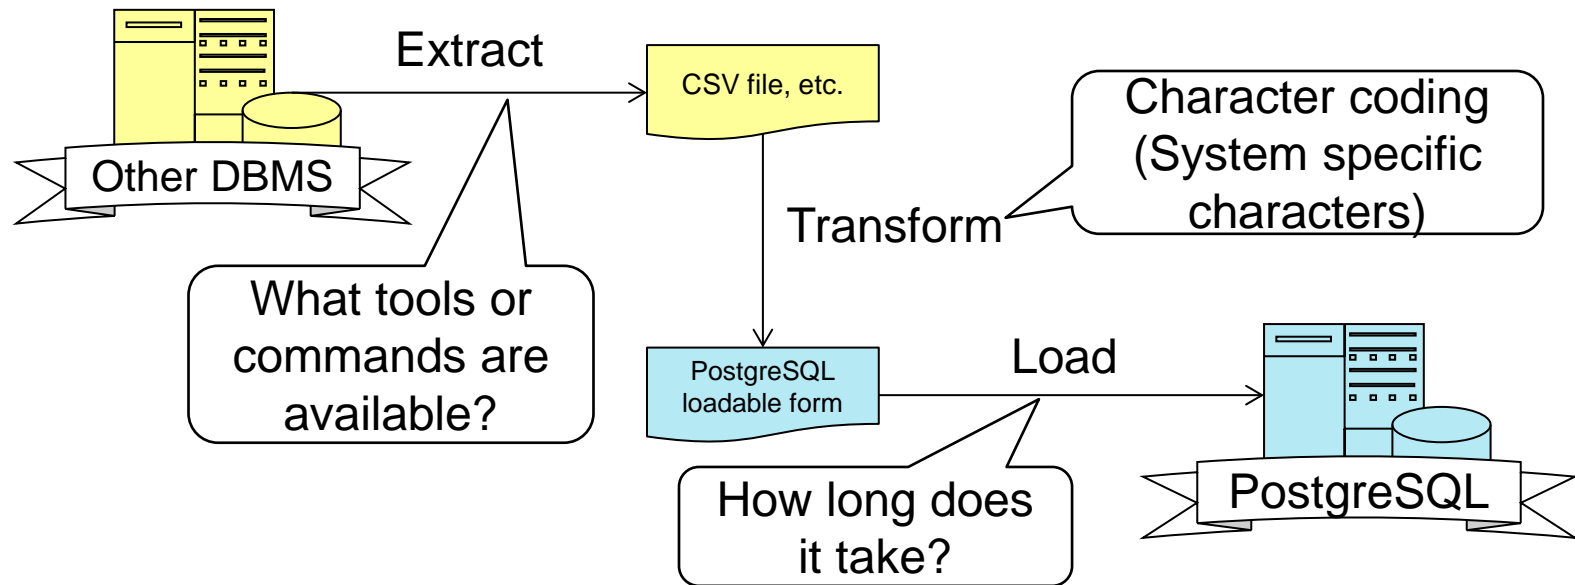 Extract
CSV file, etc.
Other DBMS
Character coding
(System specific
characters)
Transform
What tools or
commands are
available?
PostgreSQL
loadable form
Load
PostgreSQL
How long does
it take?